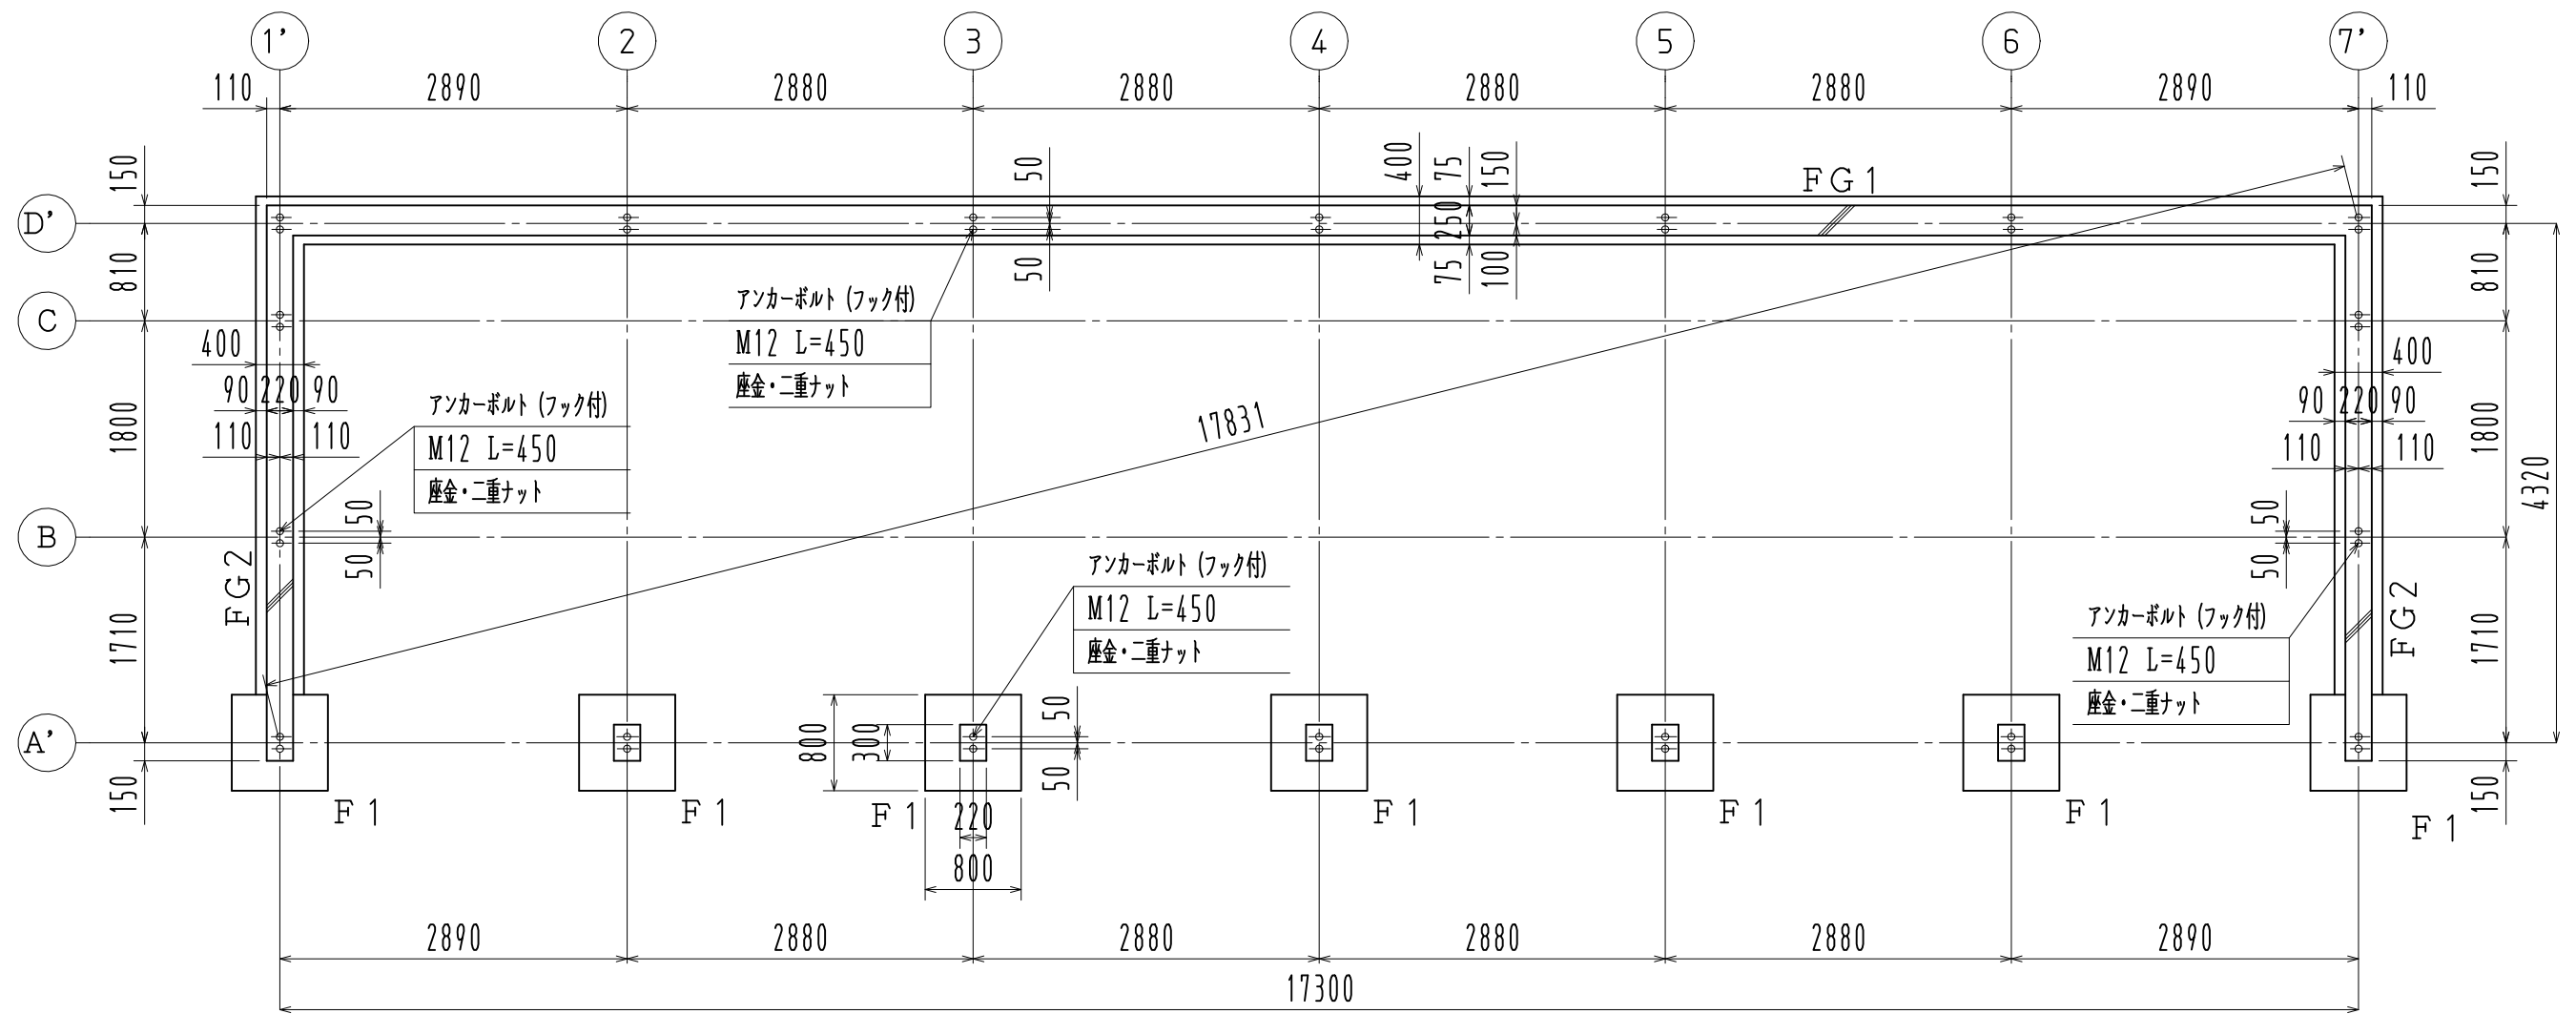 1' 2 3 4 5 6 7'
110 2890 2880 2880 2880 2880 2890 110
150 50 400 75 150 FG1 150
D'
250
810 50 75 100 810
アンカーボルト (フック付)
M12 L=450
座金・二重ナット
C
400 400
90 220 90 90 220 90
アンカーボルト (フック付)
M12 L=450
座金・二重ナット
1800 110 110 17831 110 110 1800
4320
50 50
B
50 50
アンカーボルト (フック付)
M12 L=450
座金・二重ナット
FG2 FG2
アンカーボルト (フック付)
M12 L=450
座金・二重ナット
1710 1710
50
A'
800 300
50
150 150
F1 F1 F1 F1 F1 F1 F1
220
800
2890 2880 2880 2880 2880 2890
17300